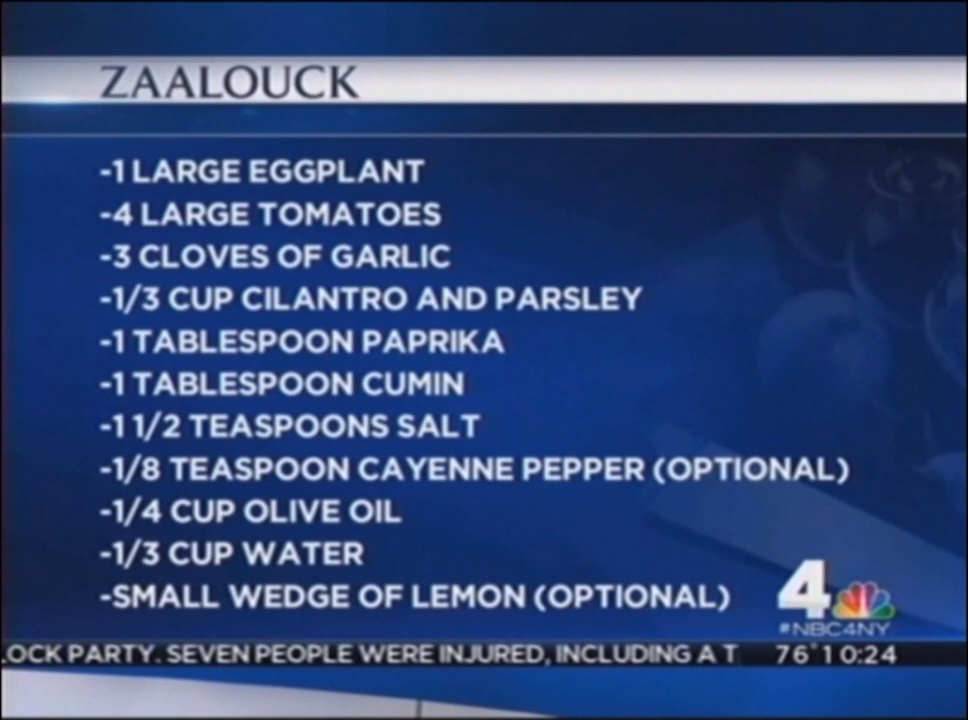 ZAALOUCK
-1 LARGE EGGPLANT
-4 LARGE TOMATOES
-3 CLOVES OF GARLIC
-1/3 CUP CILANTRO AND PARSLEY
-1 TABLESPOON PAPRIKA
-1 TABLESPOON CUMIN
-1 1/2 TEASPOONS SALT
-1/8 TEASPOON CAYENNE PEPPER (OPTIONAL)
-1/4 CUP OLIVE OIL
-1/3 CUP WATER
-SMALL WEDGE OF LEMON (OPTIONAL)
4
#NBC4NY
LOCK PARTY. SEVEN PEOPLE WERE INJURED, INCLUDING A T 76° 10:24